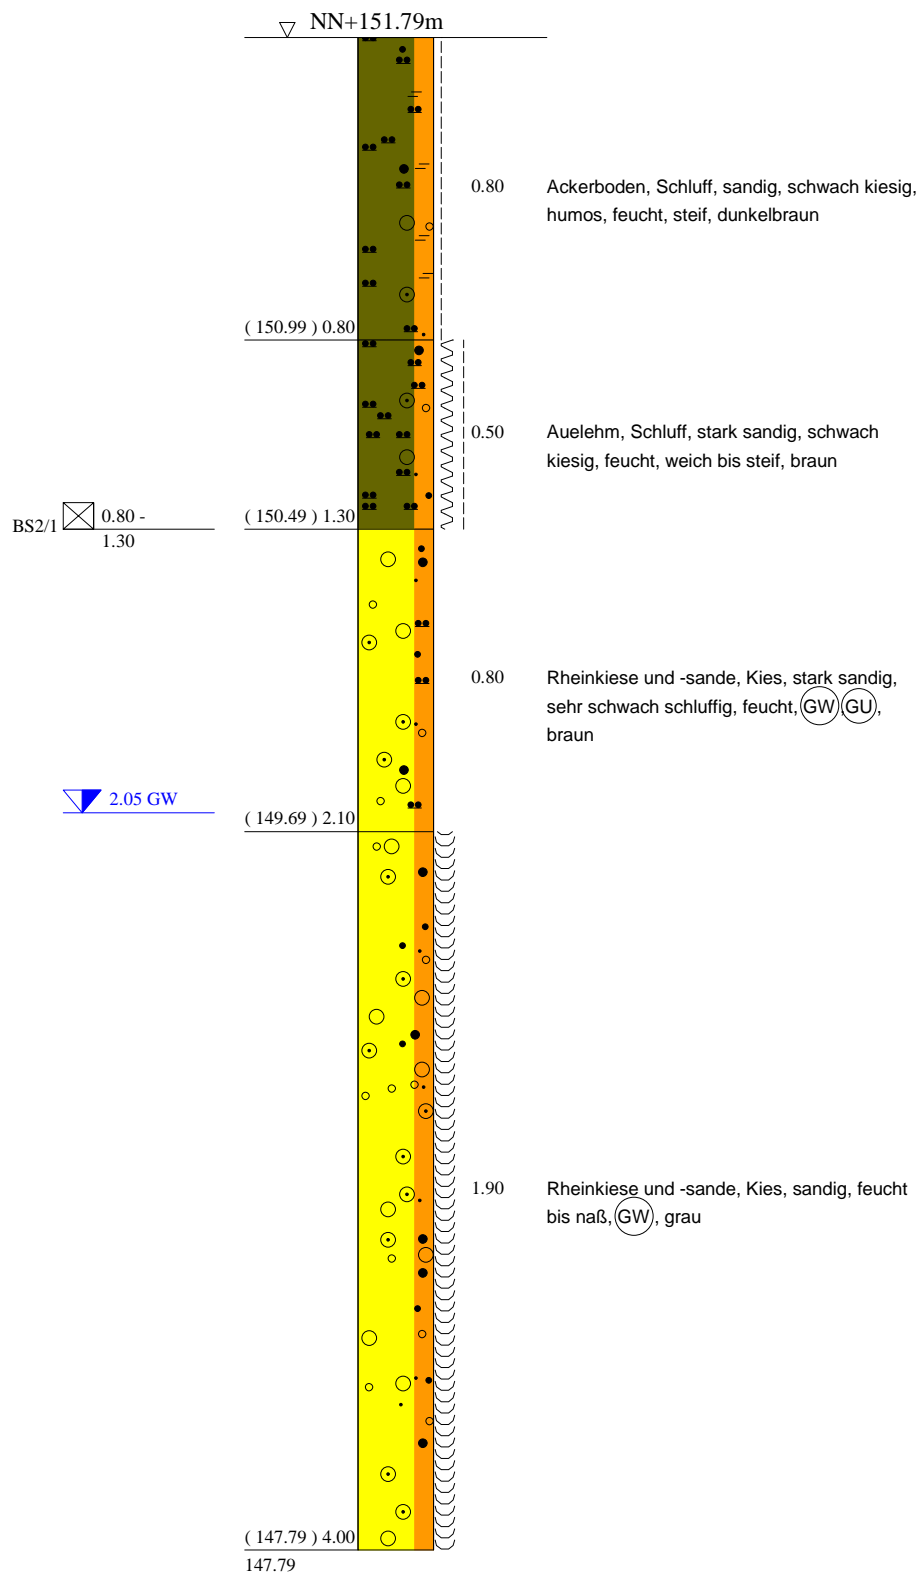 NN+151.79m
0.80
Ackerboden, Schluff, sandig, schwach kiesig,
humos, feucht, steif, dunkelbraun
( 150.99 ) 0.80
0.50
Auelehm, Schluff, stark sandig, schwach
kiesig, feucht, weich bis steif, braun
BS2/1
0.80 -
1.30
( 150.49 ) 1.30
0.80
Rheinkiese und -sande, Kies, stark sandig,
sehr schwach schluffig, feucht, GW, GU,
braun
2.05 GW
( 149.69 ) 2.10
1.90
Rheinkiese und -sande, Kies, sandig, feucht
bis naß, GW, grau
( 147.79 ) 4.00
147.79